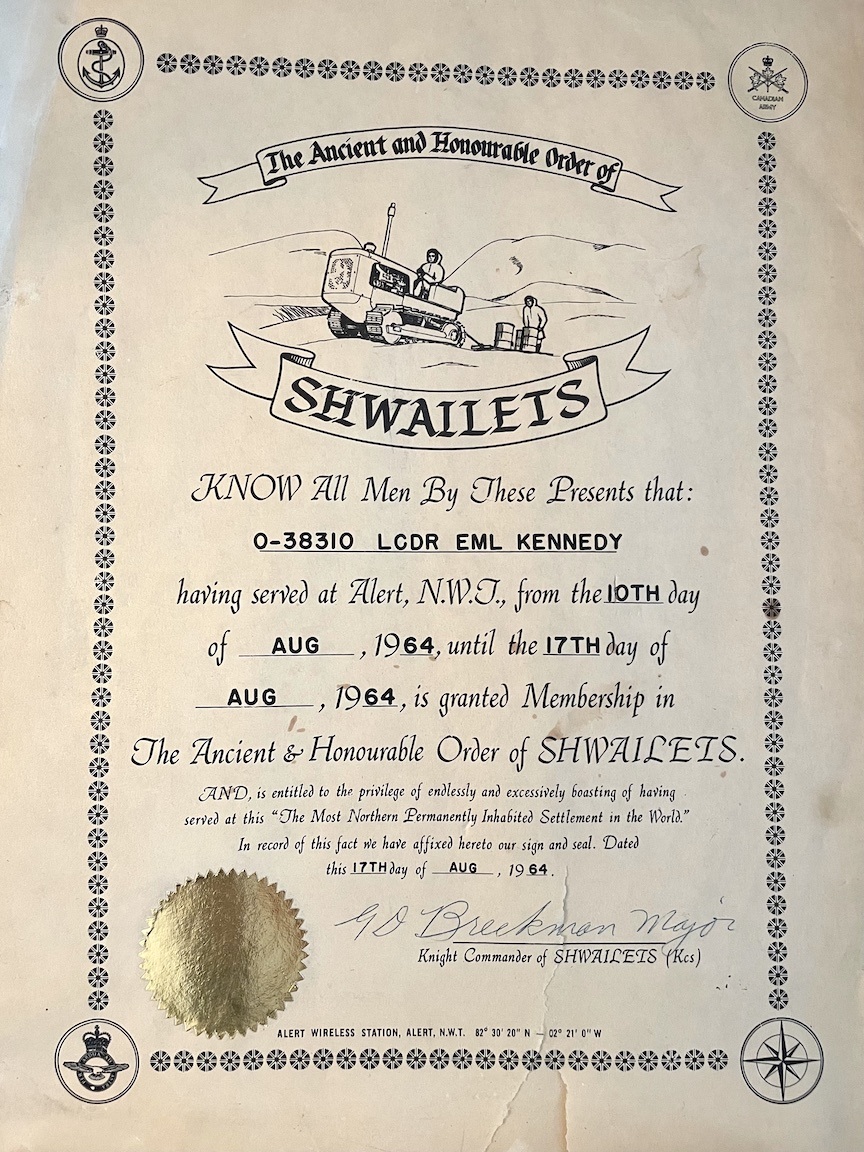 CANADIAN
ARMY
The Ancient and Honourable Order of
SHWAILETS
KNOW All Men By These Presents that:
O-38310 LCDR EML KENNEDY
having served at Alert, N.W.T., from the 10TH day
of AUG, 1964, until the 17TH day of
AUG, 1964, is granted Membership in
The Ancient & Honourable Order of SHWAILETS.
AND, is entitled to the privilege of endlessly and excessively boasting of having
served at this “The Most Northern Permanently Inhabited Settlement in the World.”
In record of this fact we have affixed hereto our sign and seal. Dated
this 17TH day of AUG, 1964.
G D Breekman Major
Knight Commander of SHWAILETS (Kcs)
ALERT WIRELESS STATION, ALERT, N.W.T. 82° 30' 20" N — 02° 21' 0" W